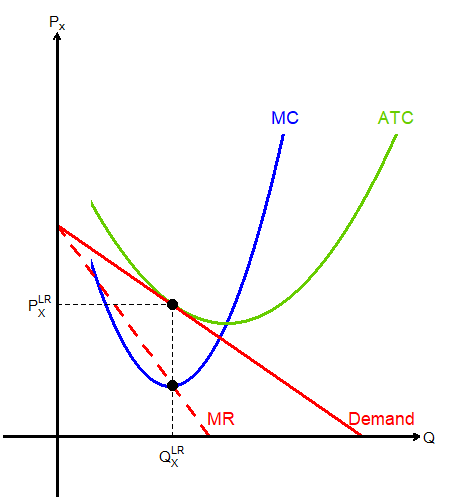 Px
MC
ATC
P_X^LR
MR
Demand
Q
Q_X^LR